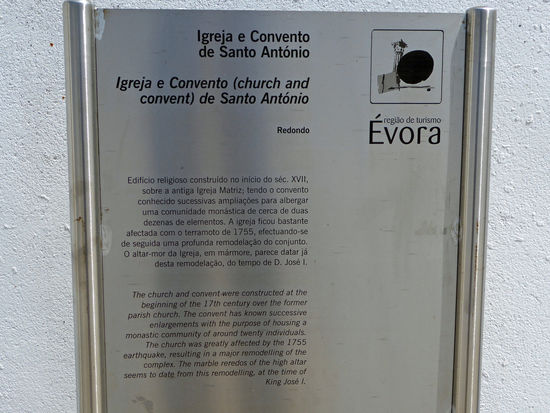 Igreja e Convento
de Santo António
Igreja e Convento (church and
convent) de Santo António
Redondo
região de turismo
Évora
Edifício religioso construído no início do séc. XVII,
sobre a antiga Igreja Matriz; tendo o convento
conhecido sucessivas ampliações para albergar
uma comunidade monástica de cerca de duas
dezenas de elementos. A igreja ficou bastante
afectada com o terramoto de 1755, efectuando-se
de seguida uma profunda remodelação do conjunto.
O altar-mor da Igreja, em mármore, parece datar já
desta remodelação, do tempo de D. José I.
The church and convent were constructed at the
beginning of the 17th century over the former
parish church. The convent has known successive
enlargements with the purpose of housing a
monastic community of around twenty individuals.
The church was greatly affected by the 1755
earthquake, resulting in a major remodelling of the
complex. The marble reredos of the high altar
seems to date from this remodelling, at the time of
King José I.